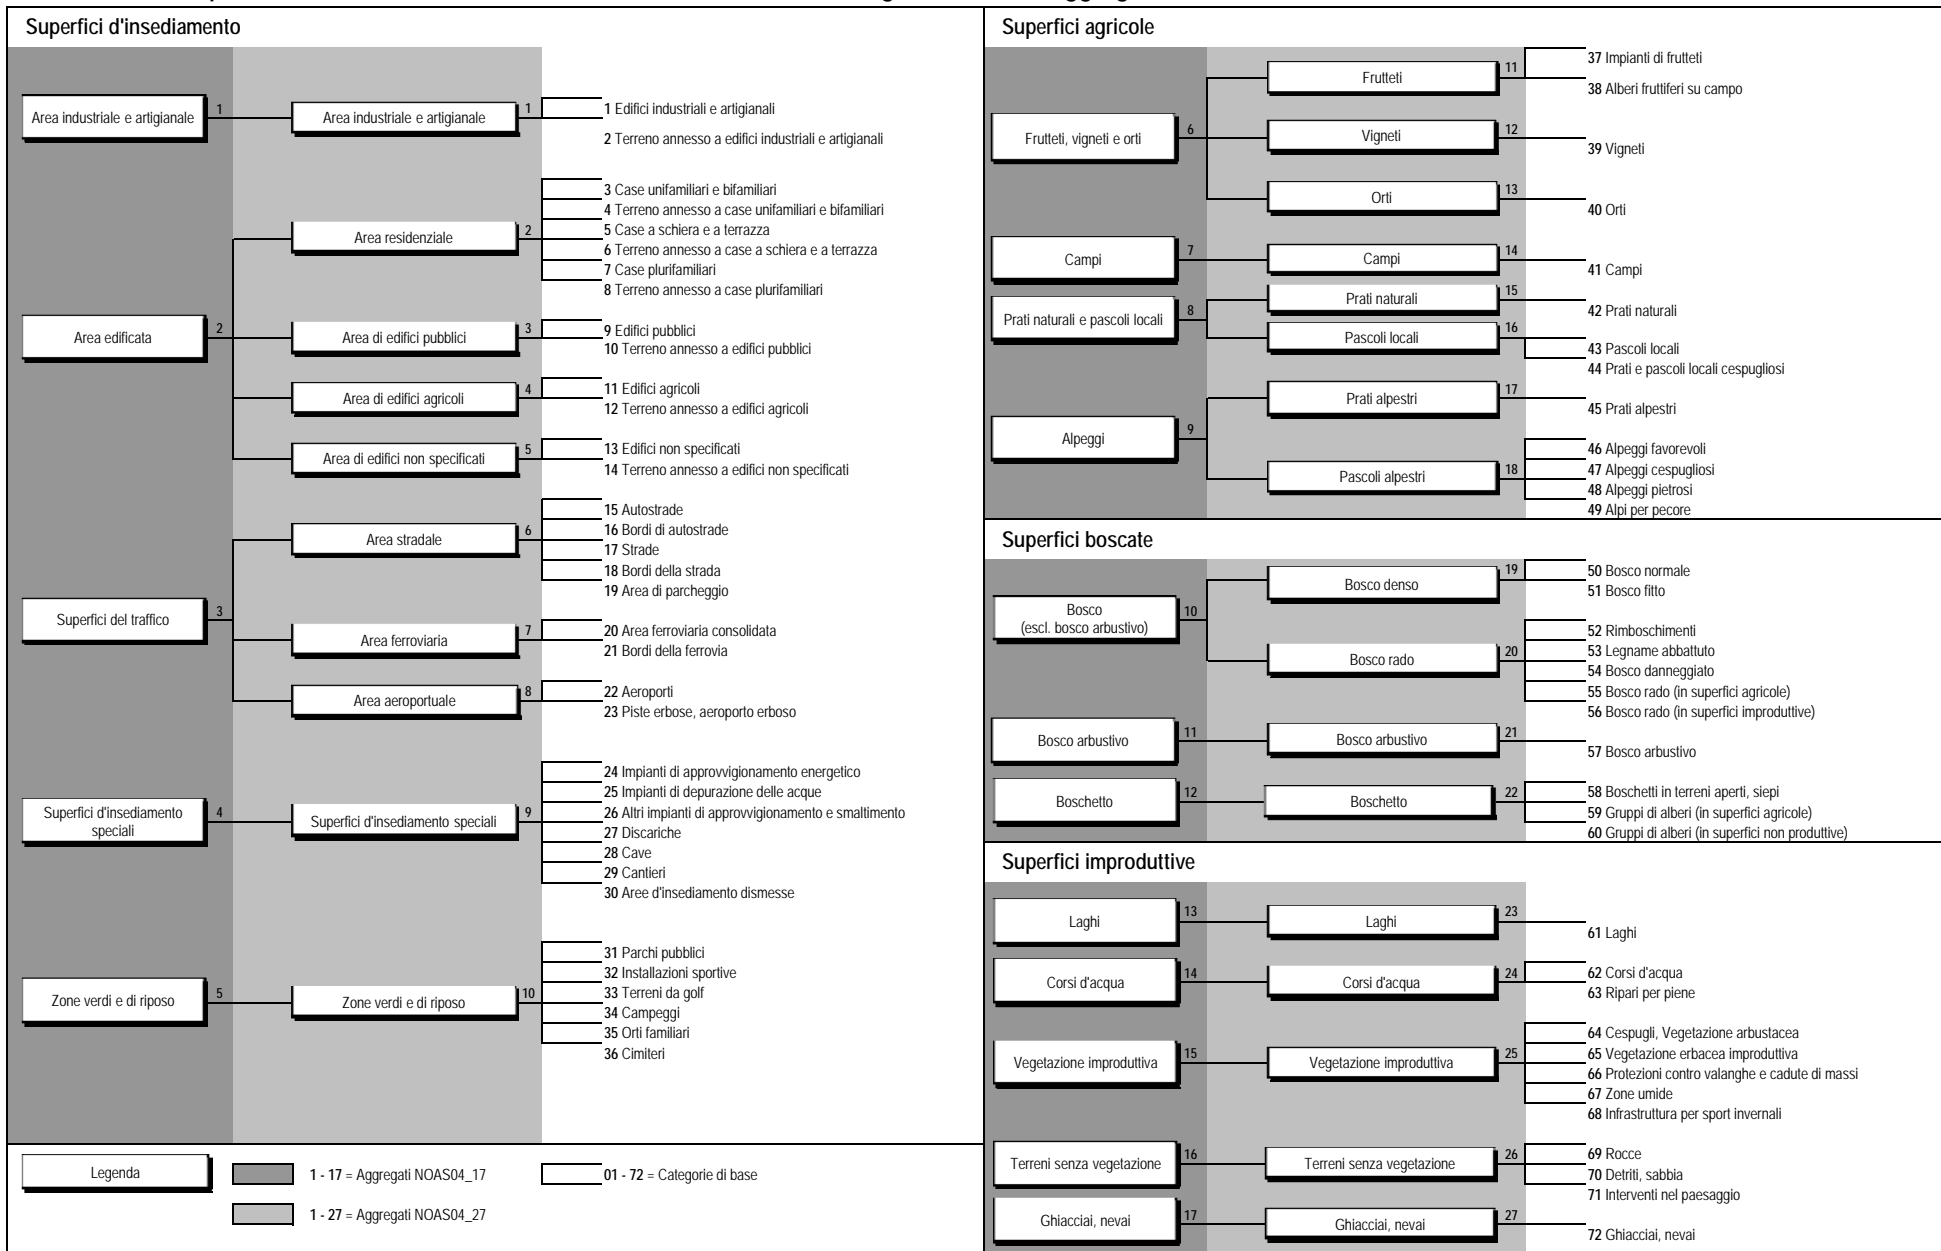 Superfici d'insediamento
Area industriale e artigianale 1
Area industriale e artigianale 1
1 Edifici industriali e artigianali
2 Terreno annesso a edifici industriali e artigianali
Area edificata 2
Area residenziale 2
3 Case unifamiliari e bifamiliari
4 Terreno annesso a case unifamiliari e bifamiliari
5 Case a schiera e a terrazza
6 Terreno annesso a case a schiera e a terrazza
7 Case plurifamiliari
8 Terreno annesso a case plurifamiliari
Area di edifici pubblici 3
9 Edifici pubblici
10 Terreno annesso a edifici pubblici
Area di edifici agricoli 4
11 Edifici agricoli
12 Terreno annesso a edifici agricoli
Area di edifici non specificati 5
13 Edifici non specificati
14 Terreno annesso a edifici non specificati
Superfici del traffico 3
Area stradale 6
15 Autostrade
16 Bordi di autostrade
17 Strade
18 Bordi della strada
19 Area di parcheggio
Area ferroviaria 7
20 Area ferroviaria consolidata
21 Bordi della ferrovia
Area aeroportuale 8
22 Aeroporti
23 Piste erbose, aeroporto erboso
Superfici d'insediamento
speciali 4
Superfici d'insediamento speciali 9
24 Impianti di approvvigionamento energetico
25 Impianti di depurazione delle acque
26 Altri impianti di approvvigionamento e smaltimento
27 Discariche
28 Cave
29 Cantieri
30 Aree d'insediamento dismesse
Zone verdi e di riposo 5
Zone verdi e di riposo 10
31 Parchi pubblici
32 Installazioni sportive
33 Terreni da golf
34 Campeggi
35 Orti familiari
36 Cimiteri
Legenda
1 - 17 = Aggregati NOAS04_17
1 - 27 = Aggregati NOAS04_27
01 - 72 = Categorie di base
Superfici agricole
Frutteti, vigneti e orti 6
Frutteti 11
37 Impianti di frutteti
38 Alberi fruttiferi su campo
Vigneti 12
39 Vigneti
Orti 13
40 Orti
Campi 7
Campi 14
41 Campi
Prati naturali e pascoli locali 8
Prati naturali 15
42 Prati naturali
Pascoli locali 16
43 Pascoli locali
44 Prati e pascoli locali cespugliosi
Alpeggi 9
Prati alpestri 17
45 Prati alpestri
Pascoli alpestri 18
46 Alpeggi favorevoli
47 Alpeggi cespugliosi
48 Alpeggi pietrosi
49 Alpi per pecore
Superfici boscate
Bosco
(escl. bosco arbustivo) 10
Bosco denso 19
50 Bosco normale
51 Bosco fitto
Bosco rado 20
52 Rimboschimenti
53 Legname abbattuto
54 Bosco danneggiato
55 Bosco rado (in superfici agricole)
56 Bosco rado (in superfici improduttive)
Bosco arbustivo 11
Bosco arbustivo 21
57 Bosco arbustivo
Boschetto 12
Boschetto 22
58 Boschetti in terreni aperti, siepi
59 Gruppi di alberi (in superfici agricole)
60 Gruppi di alberi (in superfici non produttive)
Superfici improduttive
Laghi 13
Laghi 23
61 Laghi
Corsi d'acqua 14
Corsi d'acqua 24
62 Corsi d'acqua
63 Ripari per piene
Vegetazione improduttiva 15
Vegetazione improduttiva 25
64 Cespugli, Vegetazione arbustacea
65 Vegetazione erbacea improduttiva
66 Protezioni contro valanghe e cadute di massi
67 Zone umide
68 Infrastruttura per sport invernali
Terreni senza vegetazione 16
Terreni senza vegetazione 26
69 Rocce
70 Detriti, sabbia
71 Interventi nel paesaggio
Ghiacciai, nevai 17
Ghiacciai, nevai 27
72 Ghiacciai, nevai